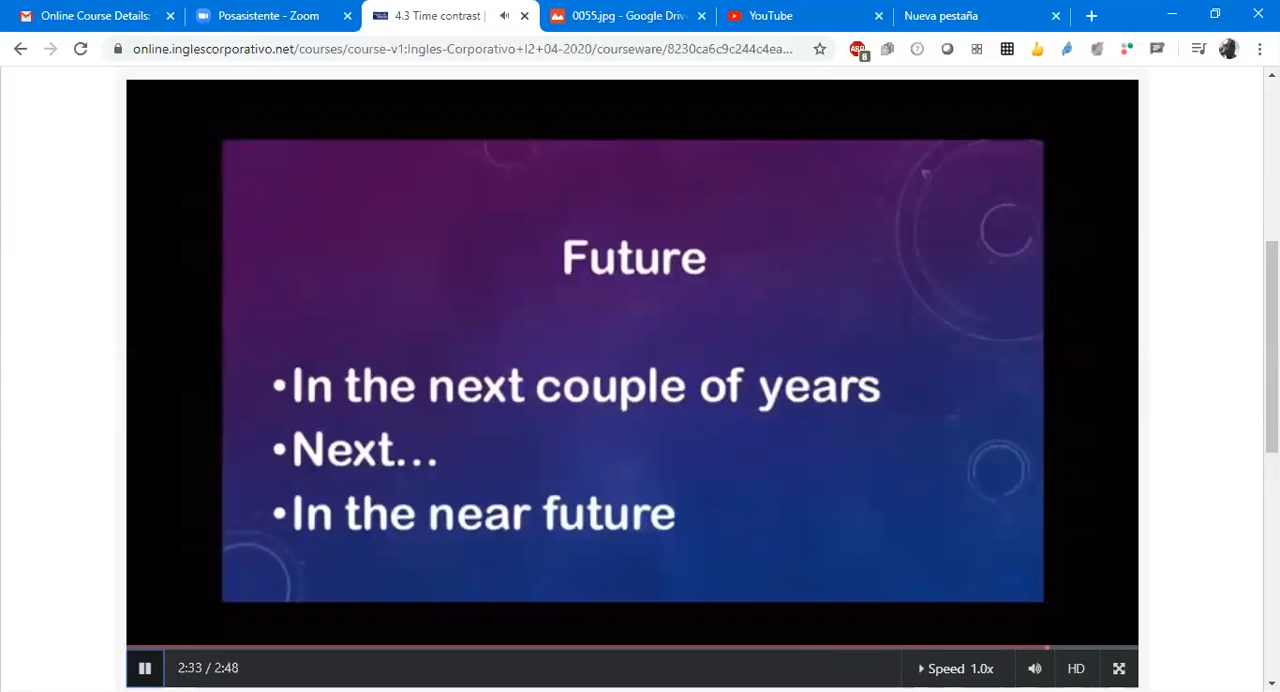 Online Course Details:
Posasistente - Zoom
4.3 Time contrast |
0055.jpg - Google Driv
YouTube
Nueva pestaña
online.inglescorporativo.net/courses/course-v1:Ingles-Corporativo+I2+04-2020/courseware/8230ca6c9c244c4ea...
ABP
8
Future
•In the next couple of years
•Next...
•In the near future
2:33 / 2:48
Speed 1.0x
HD